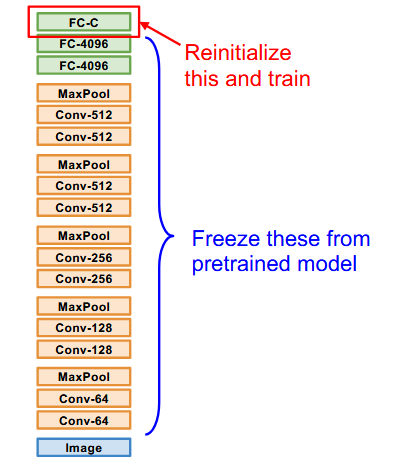 FC-C
FC-4096
FC-4096
MaxPool
Conv-512
Conv-512
MaxPool
Conv-512
Conv-512
MaxPool
Conv-256
Conv-256
MaxPool
Conv-128
Conv-128
MaxPool
Conv-64
Conv-64
Image
Reinitialize
this and train
Freeze these from
pretrained model